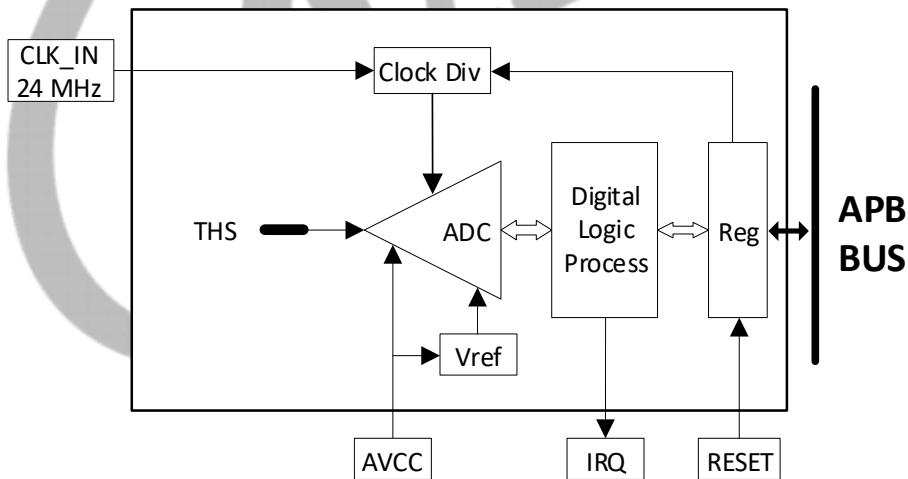 CLK_IN
24 MHz
Clock Div
THS
ADC
Digital
Logic
Process
Reg
APB
BUS
Vref
AVCC
IRQ
RESET